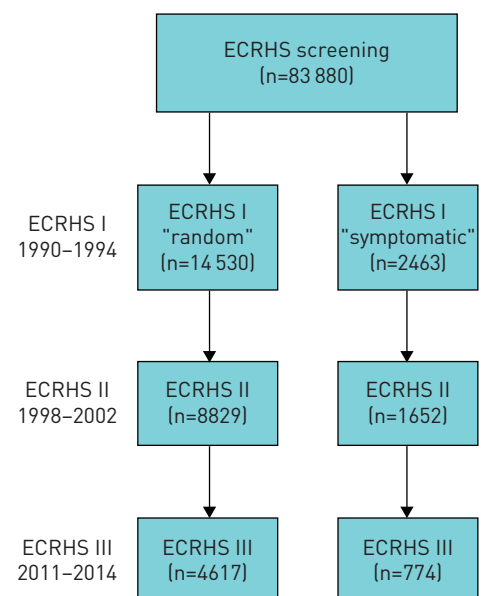 ECRHS screening
(n=83 880)
ECRHS I
1990–1994
ECRHS I
"random"
(n=14 530)
ECRHS I
"symptomatic"
(n=2463)
ECRHS II
1998–2002
ECRHS II
(n=8829)
ECRHS II
(n=1652)
ECRHS III
2011–2014
ECRHS III
(n=4617)
ECRHS III
(n=774)